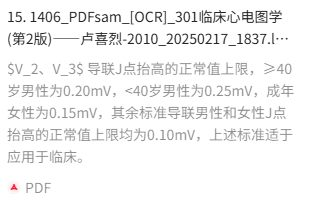 15. 1406_PDFsam_[OCR]_301临床心电图学
(第2版)——卢喜烈-2010_20250217_1837.l…
$V_2、V_3$ 导联J点抬高的正常值上限，≥40
岁男性为0.20mV，<40岁男性为0.25mV，成年
女性为0.15mV，其余标准导联男性和女性J点
抬高的正常值上限均为0.10mV，上述标准适于
应用于临床。
PDF